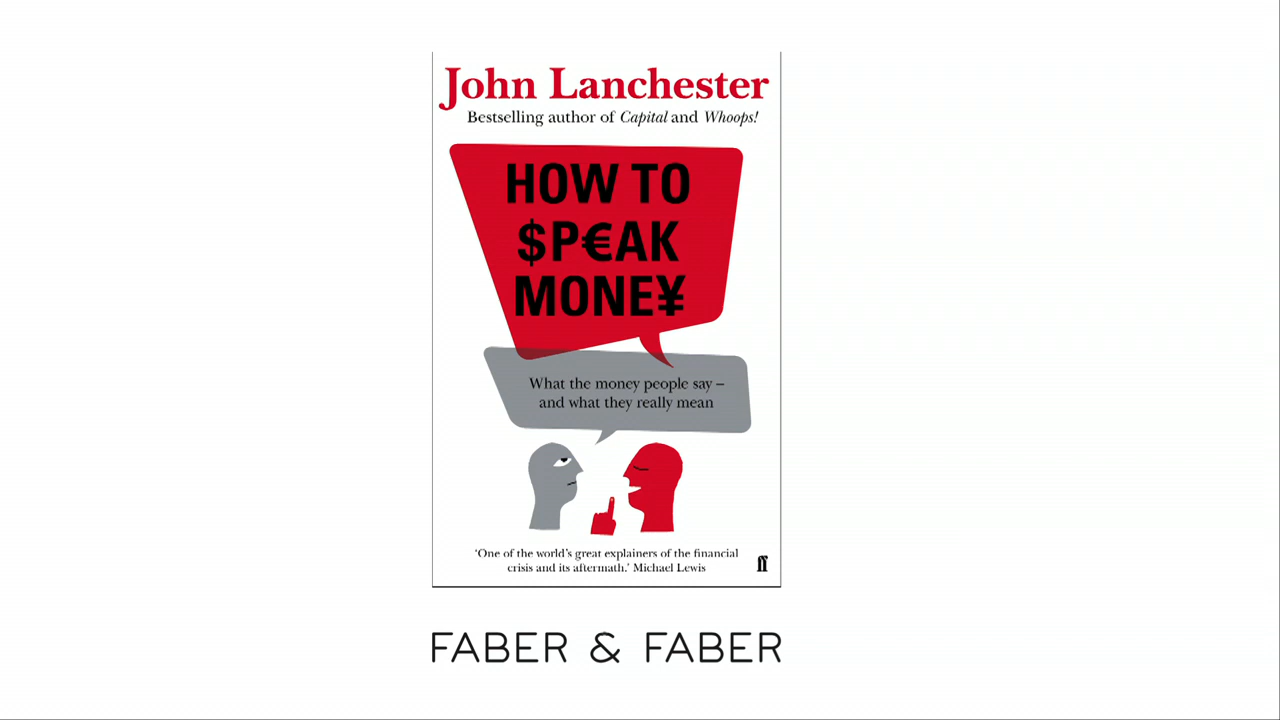 John Lanchester
Bestselling author of Capital and Whoops!
HOW TO
$P€AK
MONE¥
What the money people say –
and what they really mean
'One of the world's great explainers of the financial
crisis and its aftermath.' Michael Lewis
ff
FABER & FABER